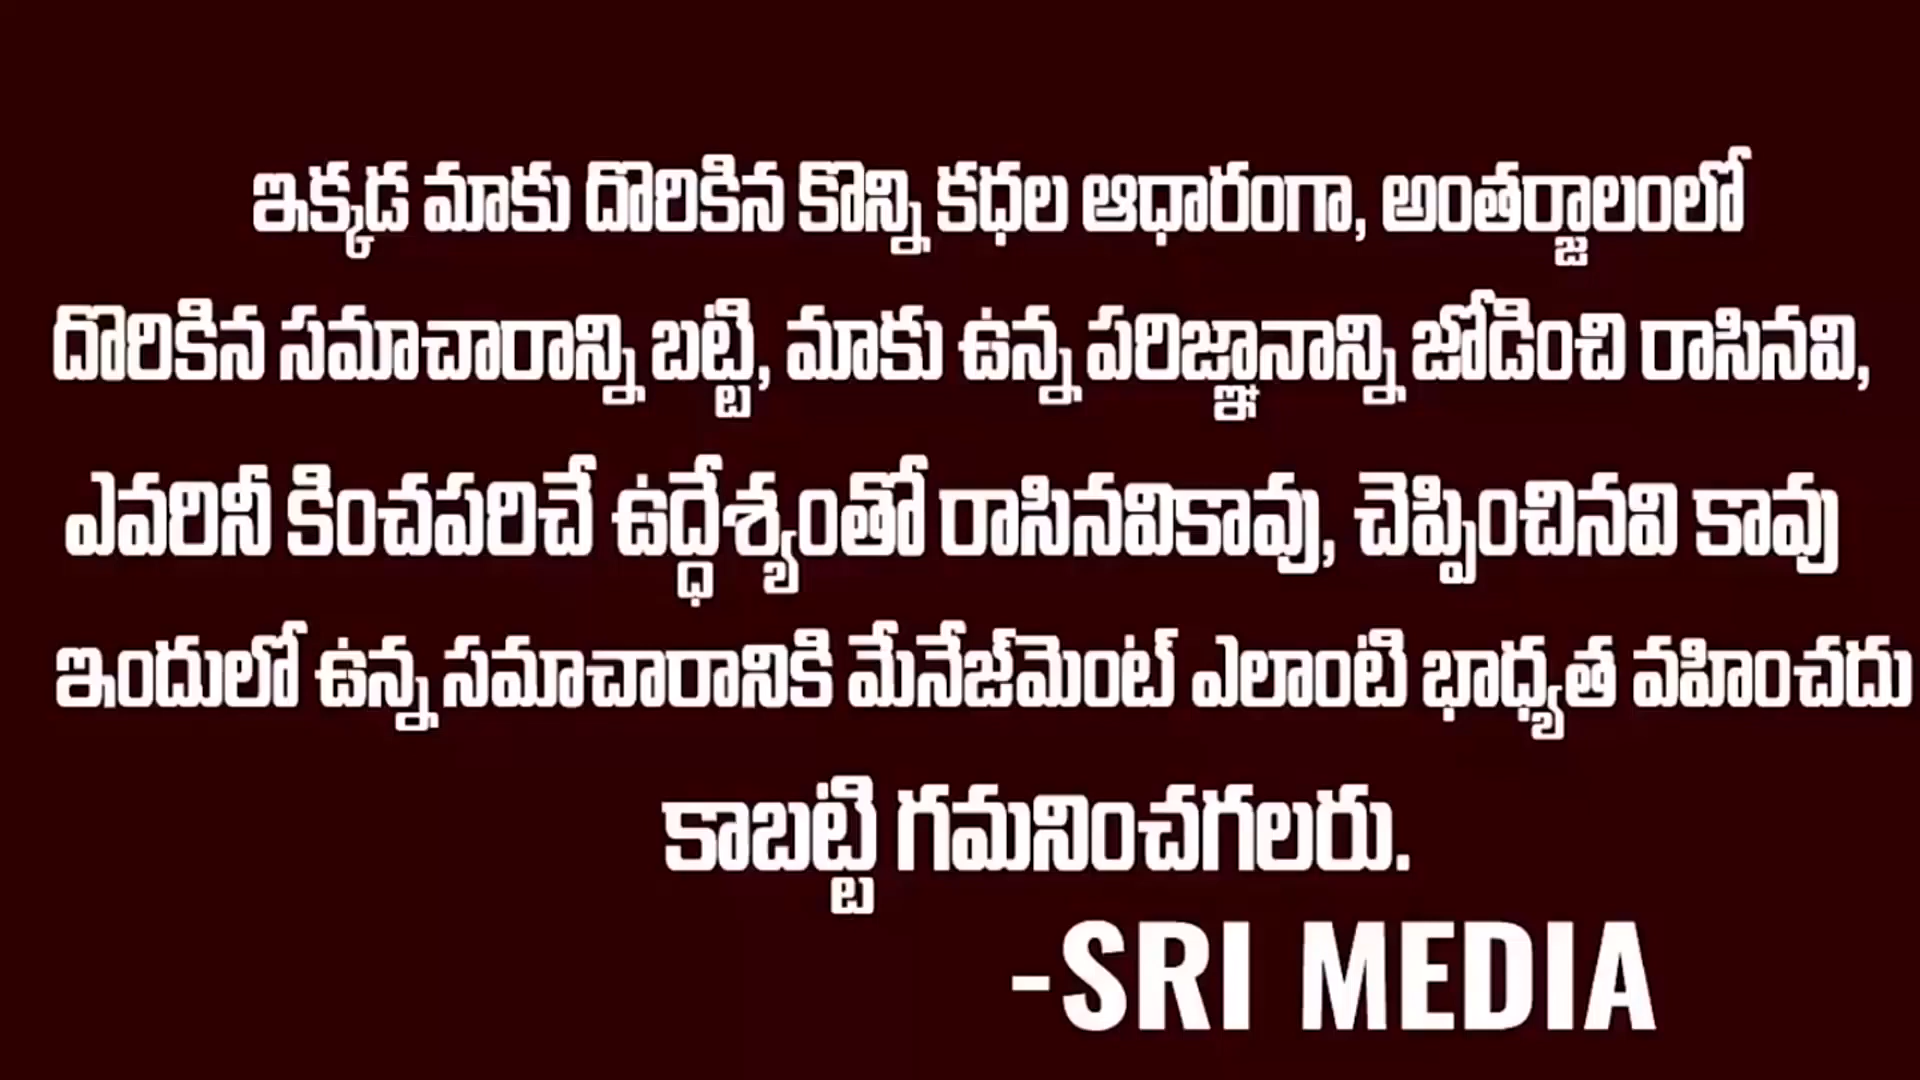 ఇక్కడ మాకు దొరికిన కొన్ని కధల ఆధారంగా, అంతర్జాలంలో
దొరికిన సమాచారాన్ని బట్టి, మాకు ఉన్న పరిజ్ఞానాన్ని జోడించి రాసినవి,
ఎవరినీ కించపరిచే ఉద్ధేశ్యంతో రాసినవికావు, చెప్పించినవి కావు
ఇందులో ఉన్న సమాచారానికి మేనేజ్‌మెంట్ ఎలాంటి భాధ్యత వహించదు
కాబట్టి గమనించగలరు.
-SRI MEDIA